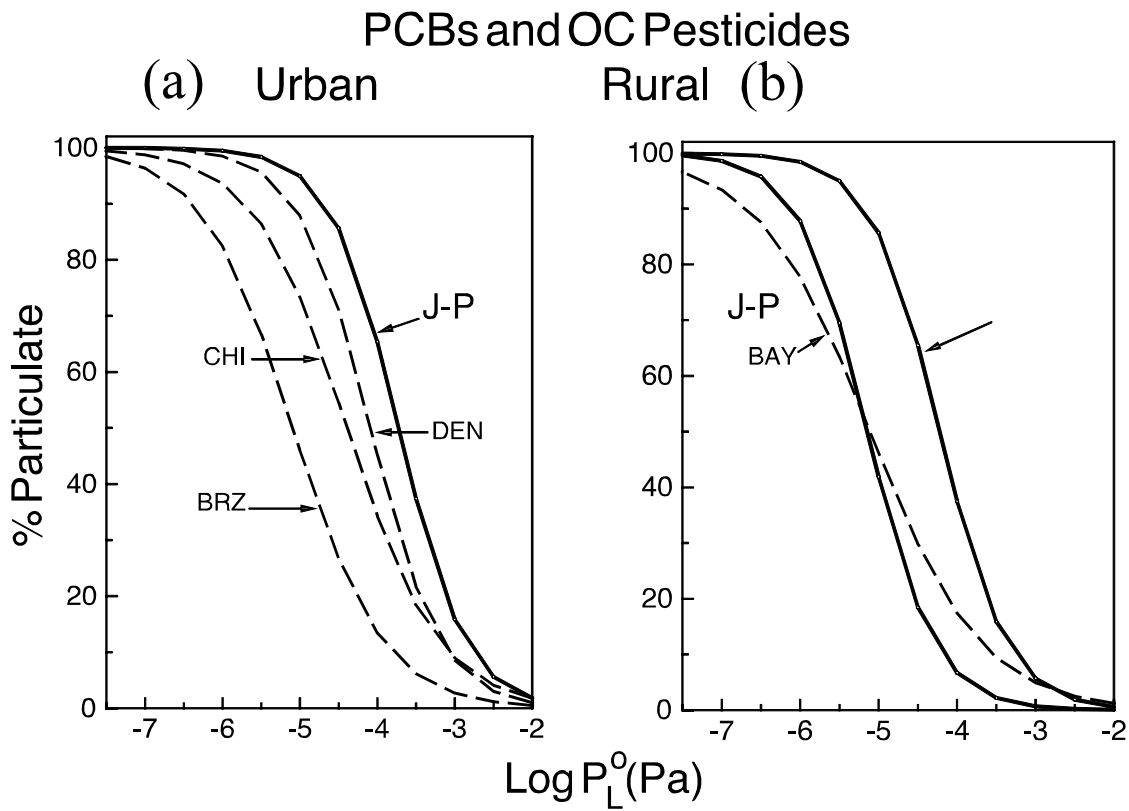 PCBs and OC Pesticides
(a) Urban
Rural (b)
% Particulate
100
80
60
40
20
0
-7 -6 -5 -4 -3 -2
J-P
CHI
DEN
BRZ
100
80
60
40
20
0
-7 -6 -5 -4 -3 -2
J-P
BAY
Log P°L (Pa)